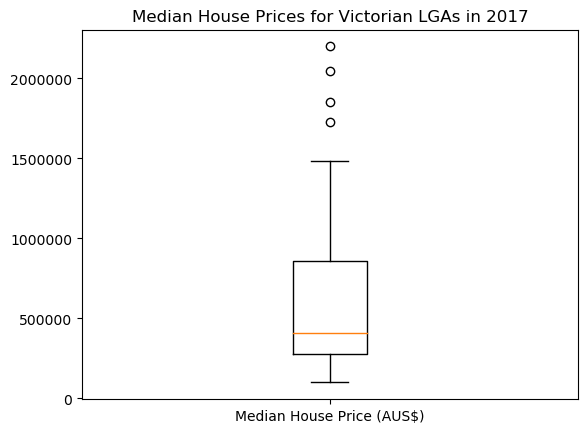 Median House Prices for Victorian LGAs in 2017
2000000
1500000
1000000
500000
0
Median House Price (AUS$)